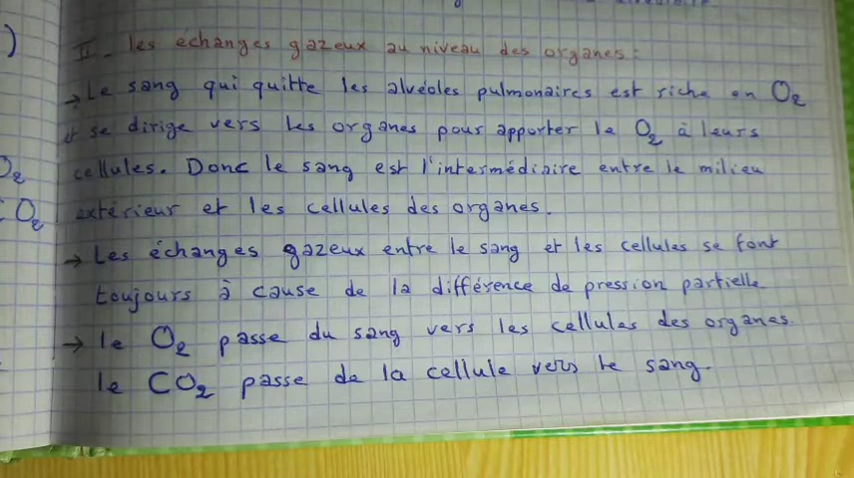 )
II- les échanges gazeux au niveau des organes:
→ Le sang qui quitte les alvéoles pulmonaires est riche en O2
et se dirige vers les organes pour apporter le O2 à leurs
O2 cellules. Donc le sang est l'intermédiaire entre le milieu
O2 extérieur et les cellules des organes.
→ Les échanges gazeux entre le sang et les cellules se font
toujours à cause de la différence de pression partielle
→ le O2 passe du sang vers les cellules des organes.
le CO2 passe de la cellule vers le sang.